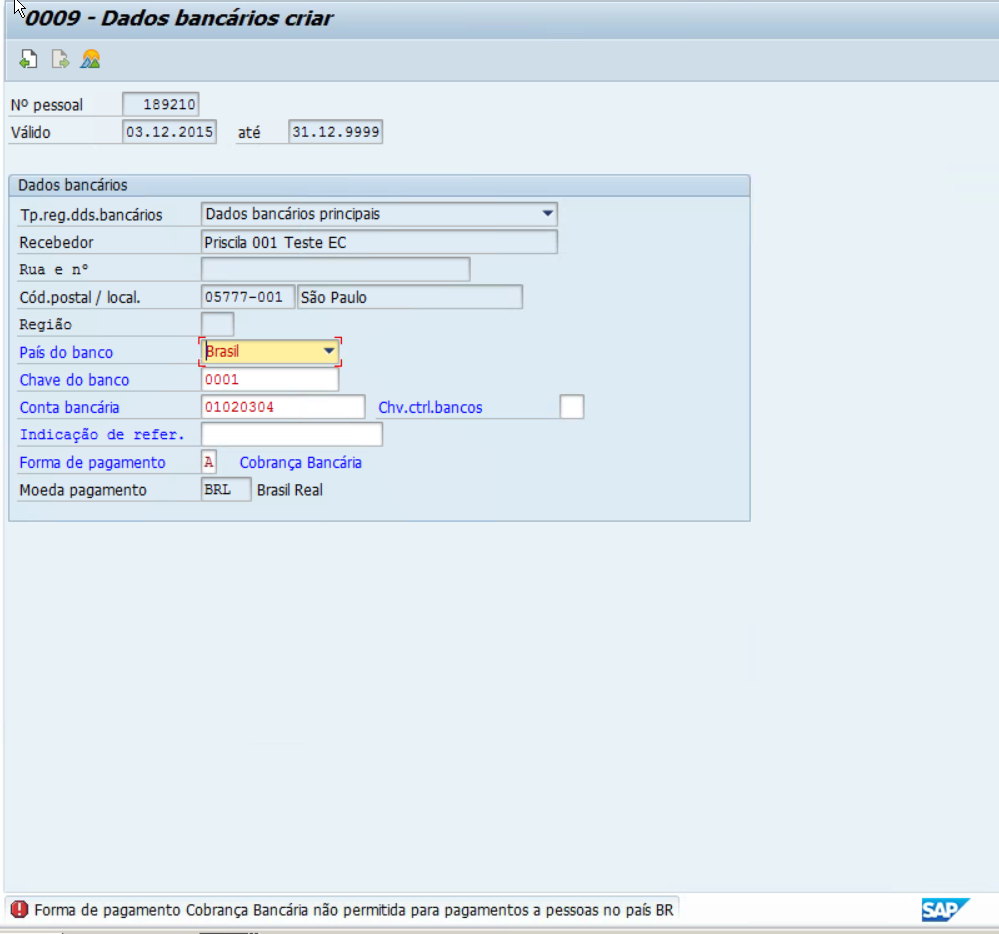 0009 - Dados bancários criar
Nº pessoal 189210
Válido 03.12.2015 até 31.12.9999
Dados bancários
Tp.reg.dds.bancários Dados bancários principais
Recebedor Priscila 001 Teste EC
Rua e n°
Cód.postal / local. 05777-001 São Paulo
Região
País do banco Brasil
Chave do banco 0001
Conta bancária 01020304 Chv.ctrl.bancos
Indicação de refer.
Forma de pagamento A Cobrança Bancária
Moeda pagamento BRL Brasil Real
Forma de pagamento Cobrança Bancária não permitida para pagamentos a pessoas no país BR
SAP